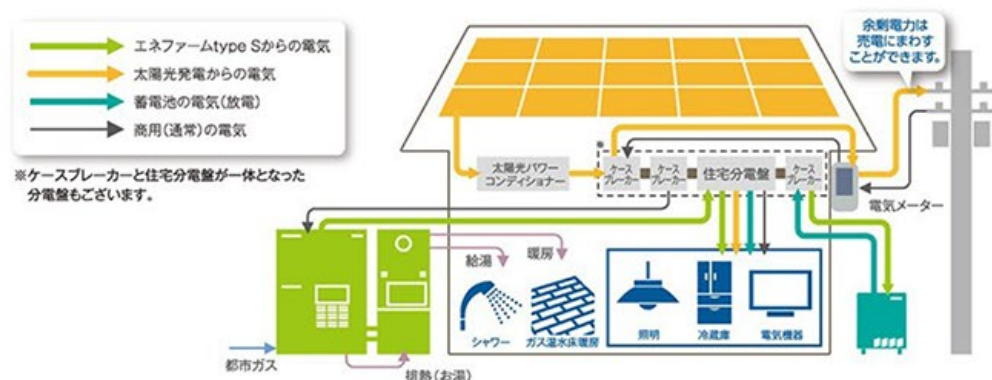 エネファームtype Sからの電気
太陽光発電からの電気
蓄電池の電気(放電)
商用(通常)の電気
※ケースブレーカーと住宅分電盤が一体となった
分電盤もございます。
余剰電力は
売電にまわす
ことができます。
太陽光パワー
コンディショナー
※
ケース
ブレーカー
ケース
ブレーカー
住宅分電盤
ケース
ブレーカー
電気メーター
給湯
暖房
シャワー
ガス温水床暖房
照明
冷蔵庫
電気機器
都市ガス
排熱(お湯)